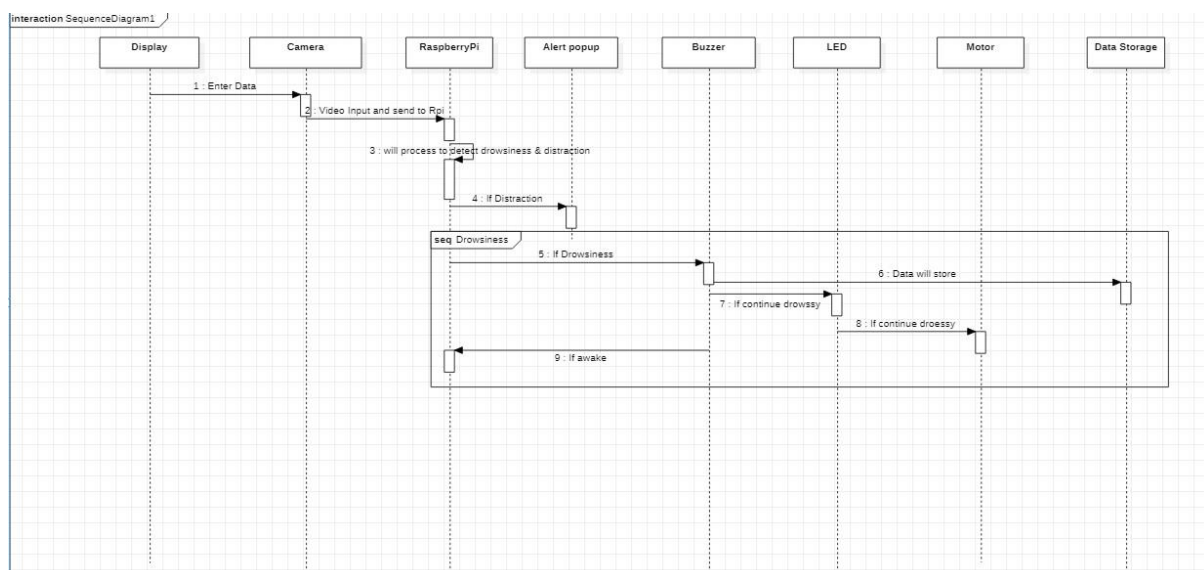 interaction SequenceDiagram1
Display
Camera
RaspberryPi
Alert popup
Buzzer
LED
Motor
Data Storage
1 : Enter Data
2 : Video Input and send to Rpi
3 : will process to detect drowsiness & distraction
4 : If Distraction
seq Drowsiness
5 : If Drowsiness
6 : Data will store
7 : If continue drowssy
8 : If continue droessy
9 : If awake